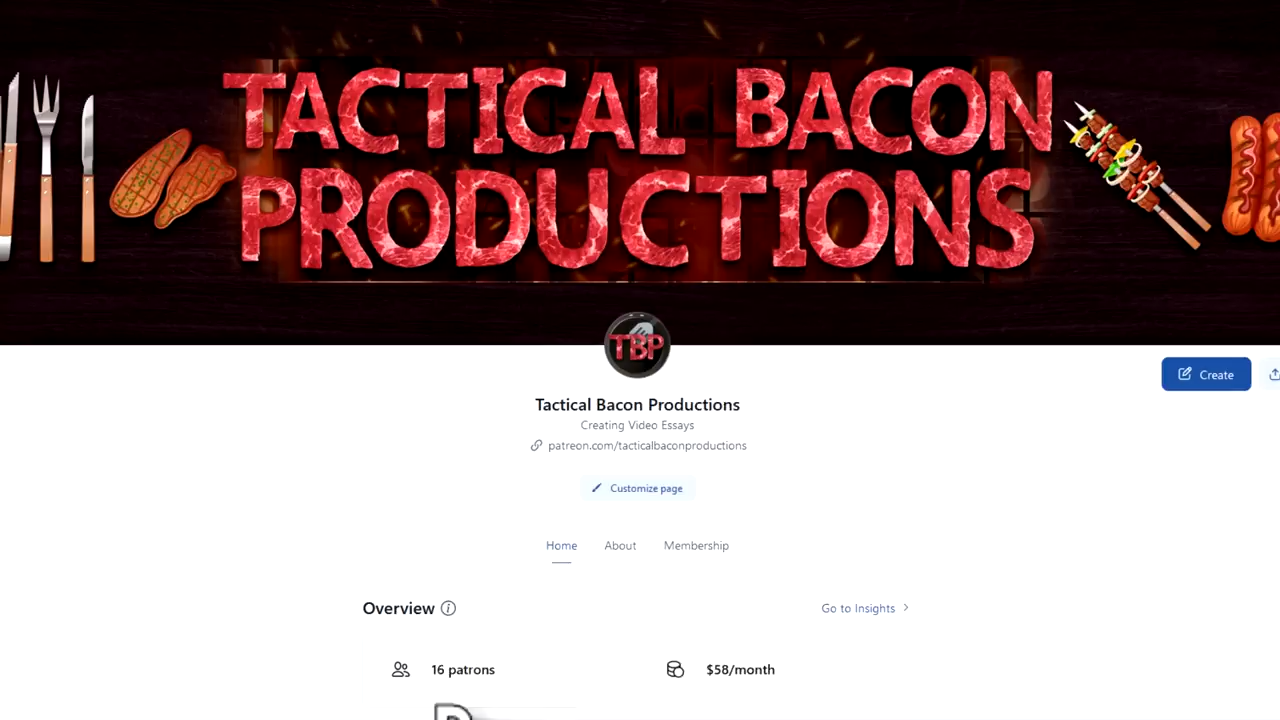 TACTICAL BACON
PRODUCTIONS
TBP
Create
Tactical Bacon Productions
Creating Video Essays
patreon.com/tacticalbaconproductions
Customize page
Home About Membership
Overview Go to Insights
16 patrons $58/month